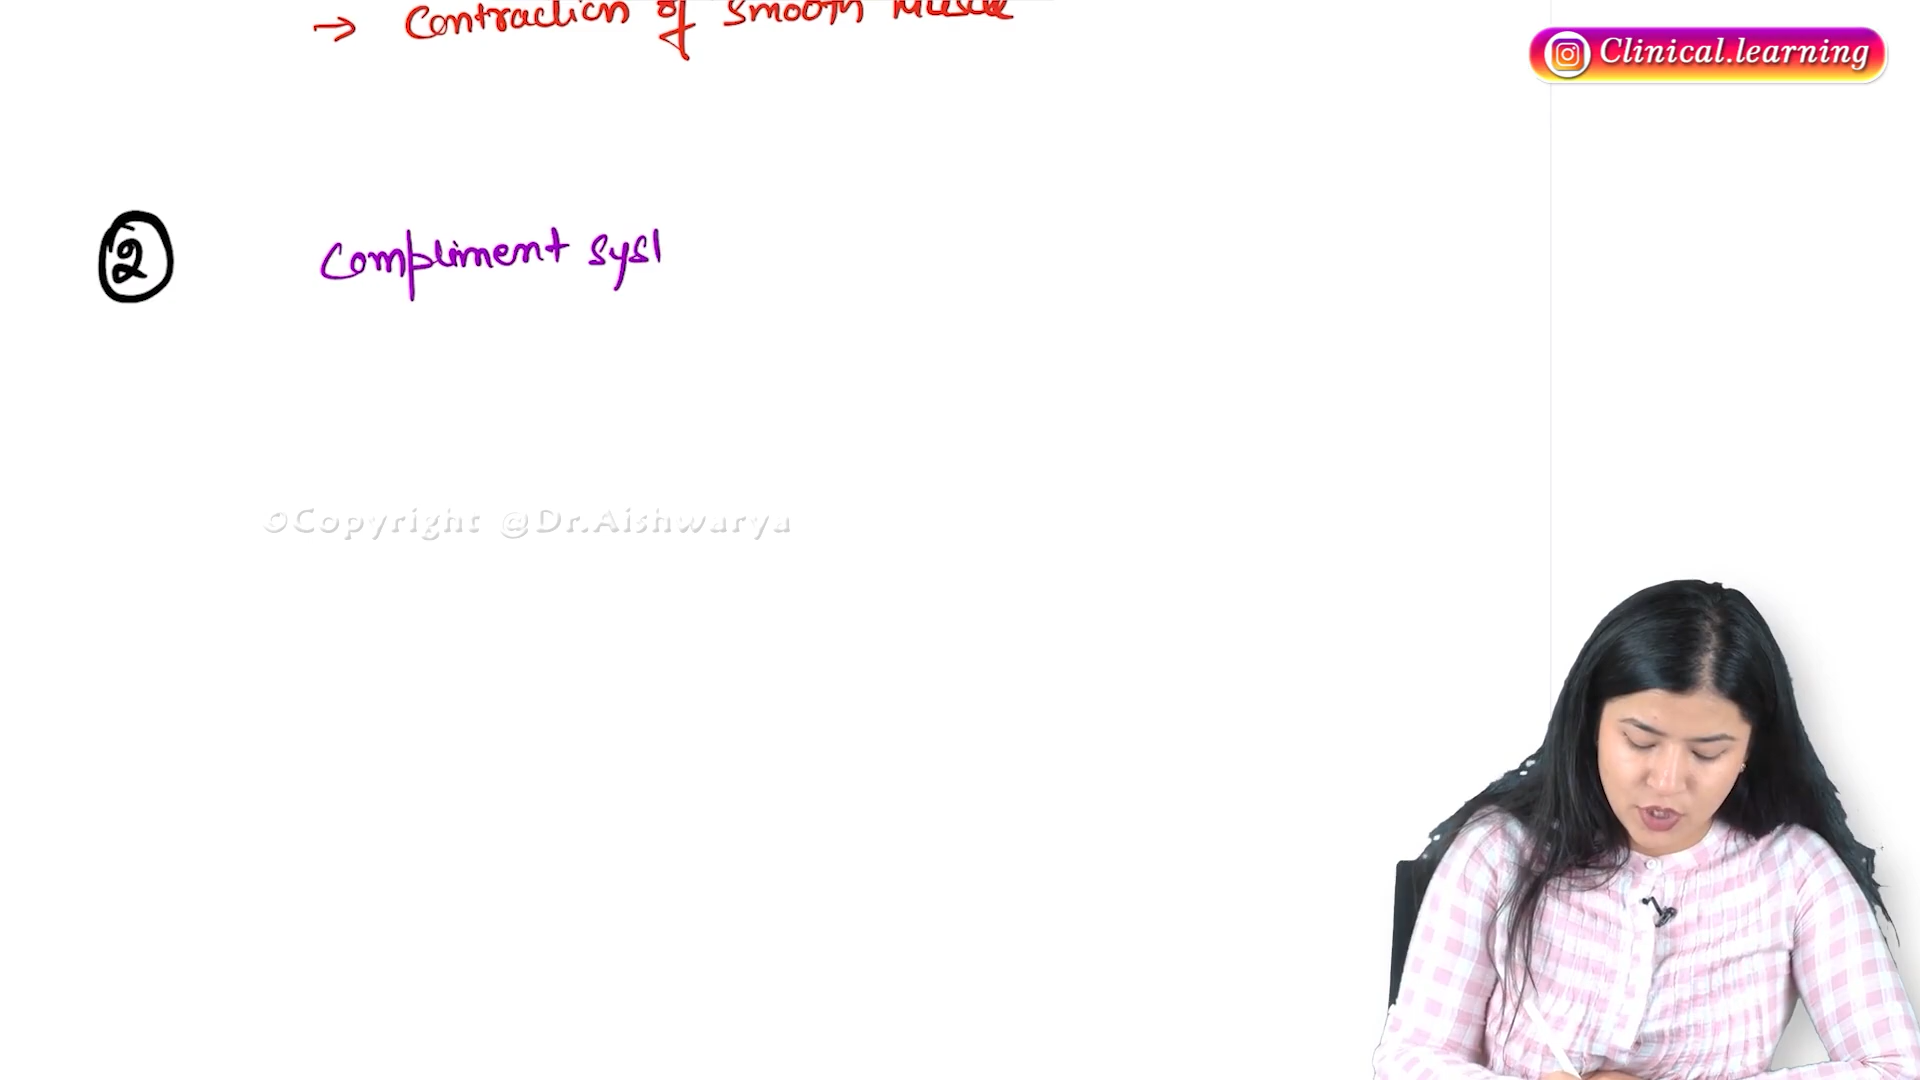 → Contraction of smooth Muscle
Clinical.learning
② Compliment syst
©Copyright @Dr.Aishwarya